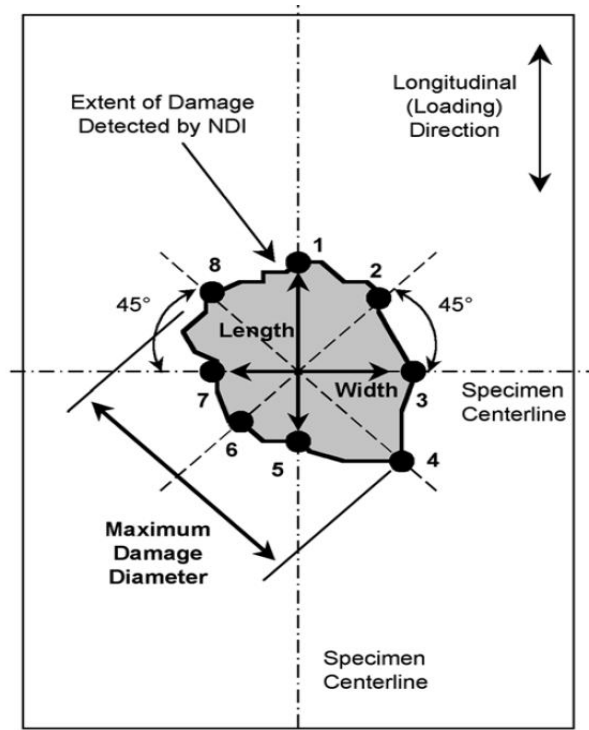 Longitudinal
(Loading)
Direction
Extent of Damage
Detected by NDI
1
2
8
45°
45°
Length
Width
7
3
Specimen
Centerline
6
5
4
Maximum
Damage
Diameter
Specimen
Centerline